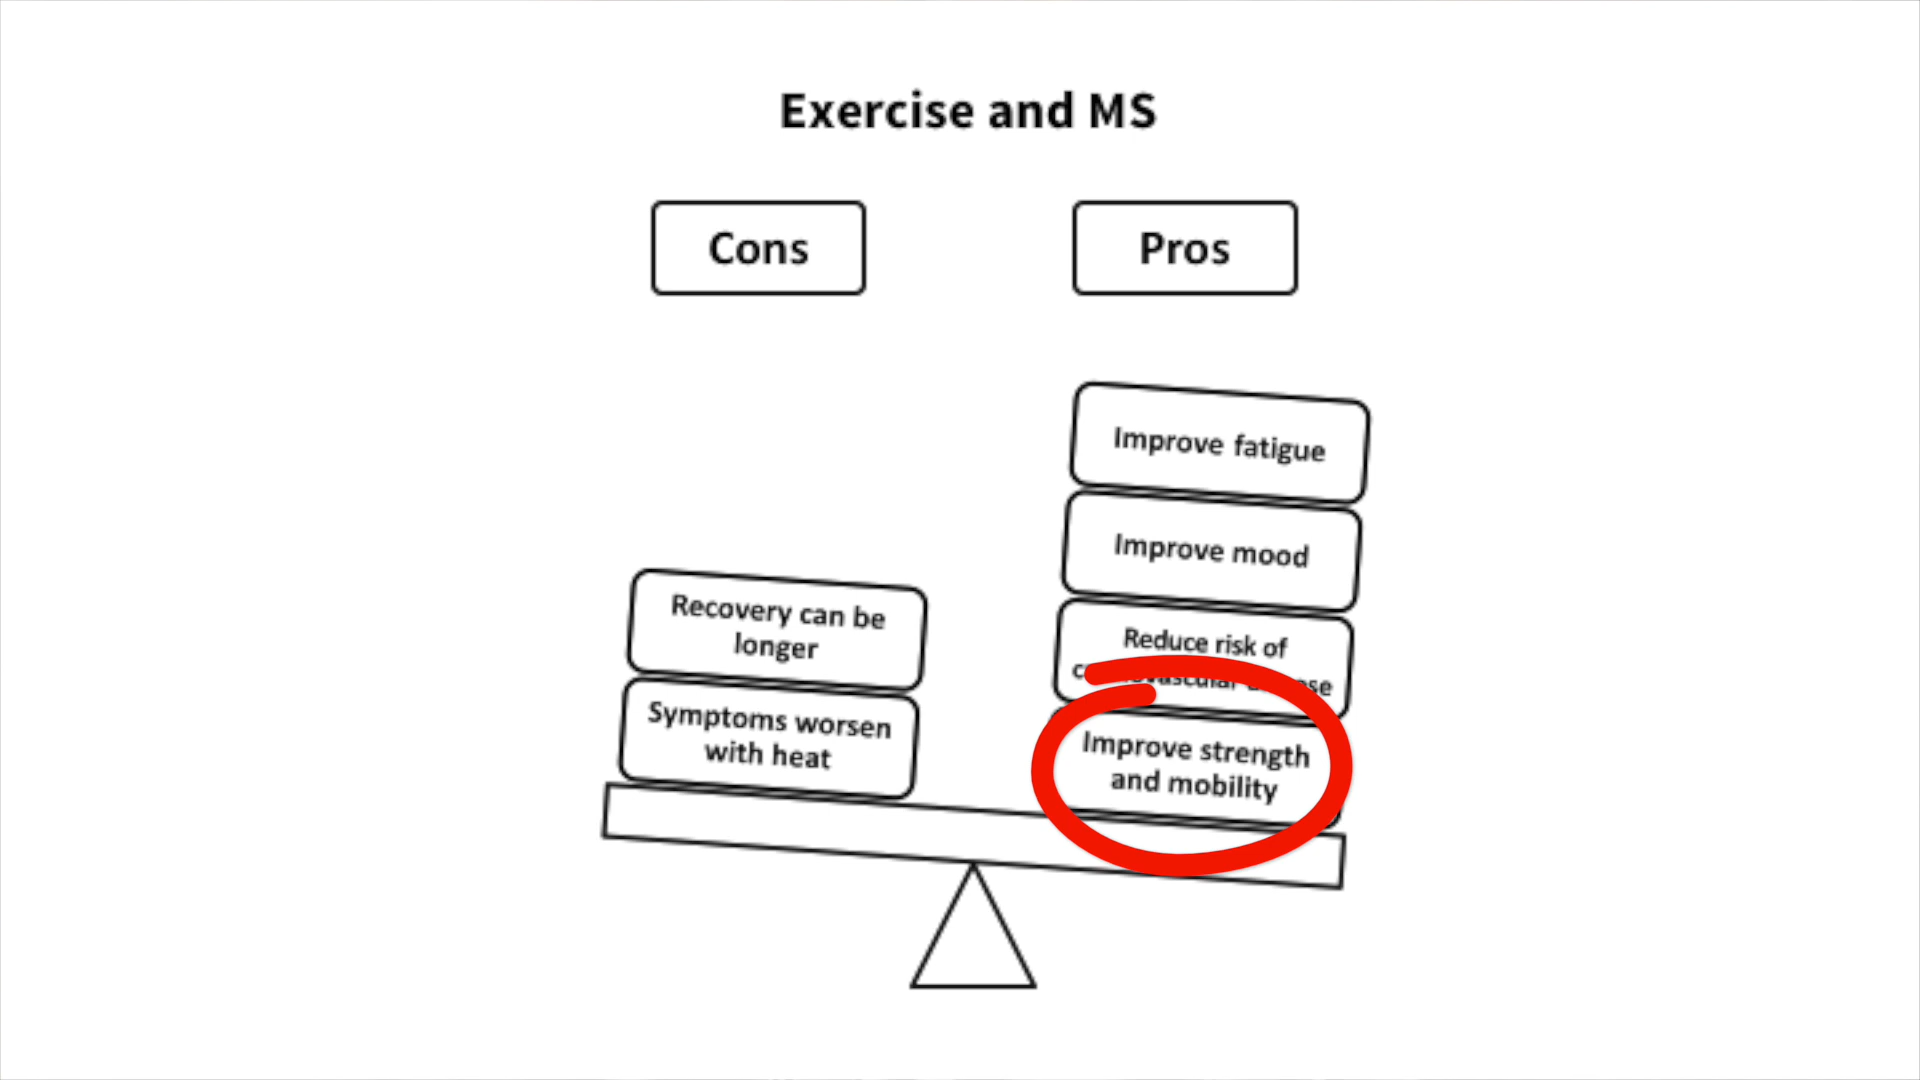 Exercise and MS
Cons
Pros
Improve fatigue
Improve mood
Reduce risk of
Recovery can be
longer
Symptoms worsen
with heat
Improve strength
and mobility